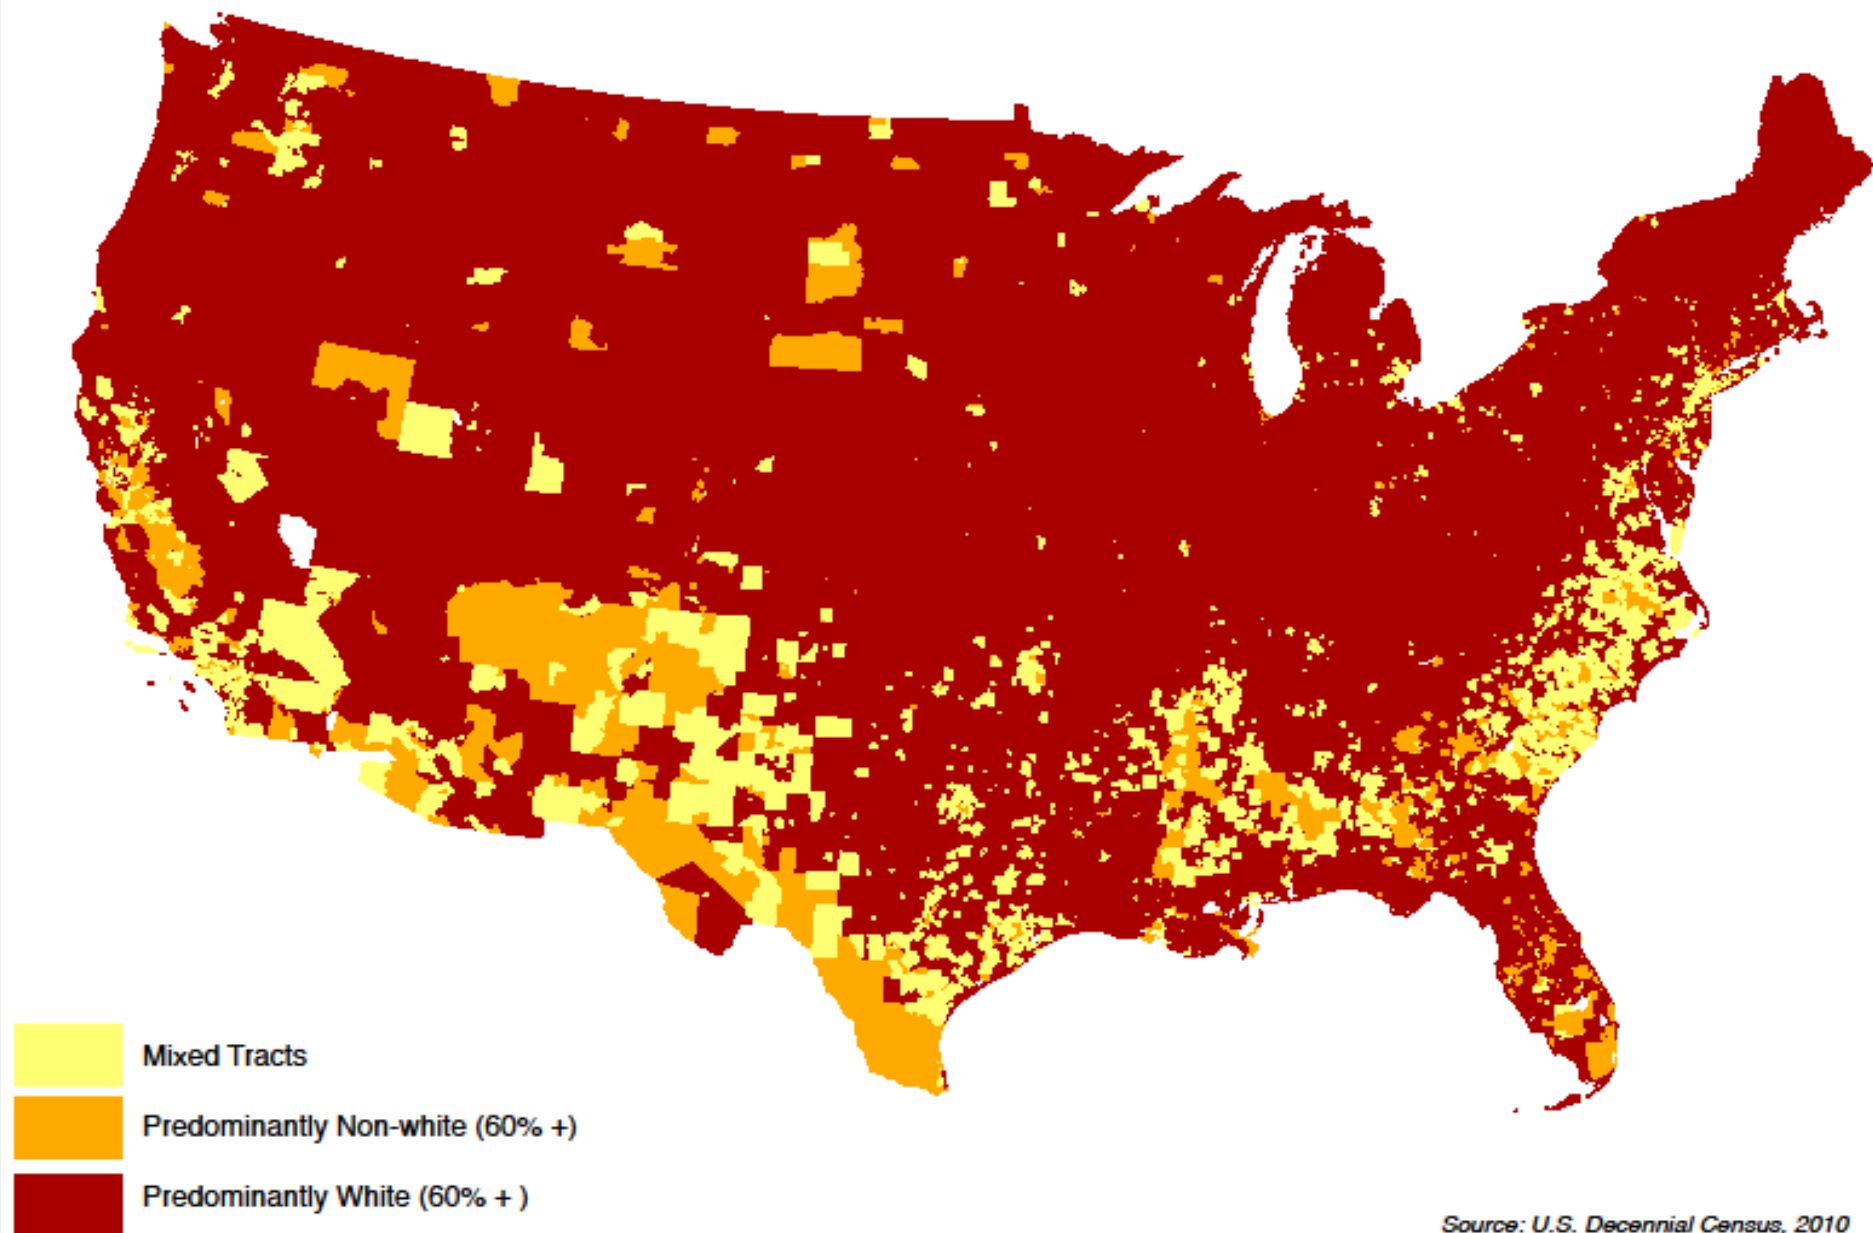 Mixed Tracts
Predominantly Non-white (60% +)
Predominantly White (60% + )
Source: U.S. Decennial Census, 2010